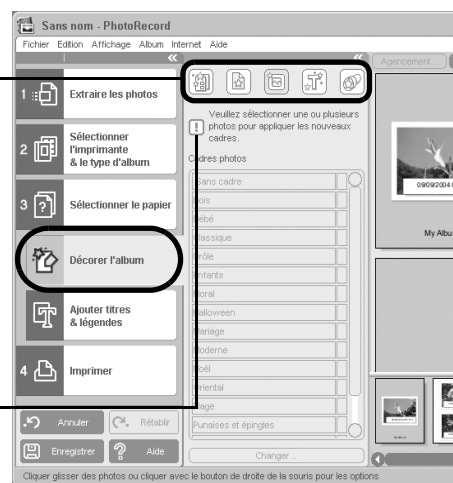 Sans nom - PhotoRecord
Fichier Edition Affichage Album Internet Aide
Agencement...
1 Extraire les photos
2 Sélectionner
l'imprimante
& le type d'album
3 Sélectionner le papier
Décorer l'album
Ajouter titres
& légendes
4 Imprimer
Annuler
Rétablir
Enregistrer
Aide
Veuillez sélectionner une ou plusieurs
photos pour appliquer les nouveaux
cadres.
Cadres photos
Sans cadre
Bois
Bébé
Classique
Drôle
Enfants
Floral
Halloween
Mariage
Moderne
Noël
Oriental
Plage
Punaises et épingles
Changer...
09/09/2004
My Albu
Cliquer glisser des photos ou cliquer avec le bouton de droite de la souris pour les options